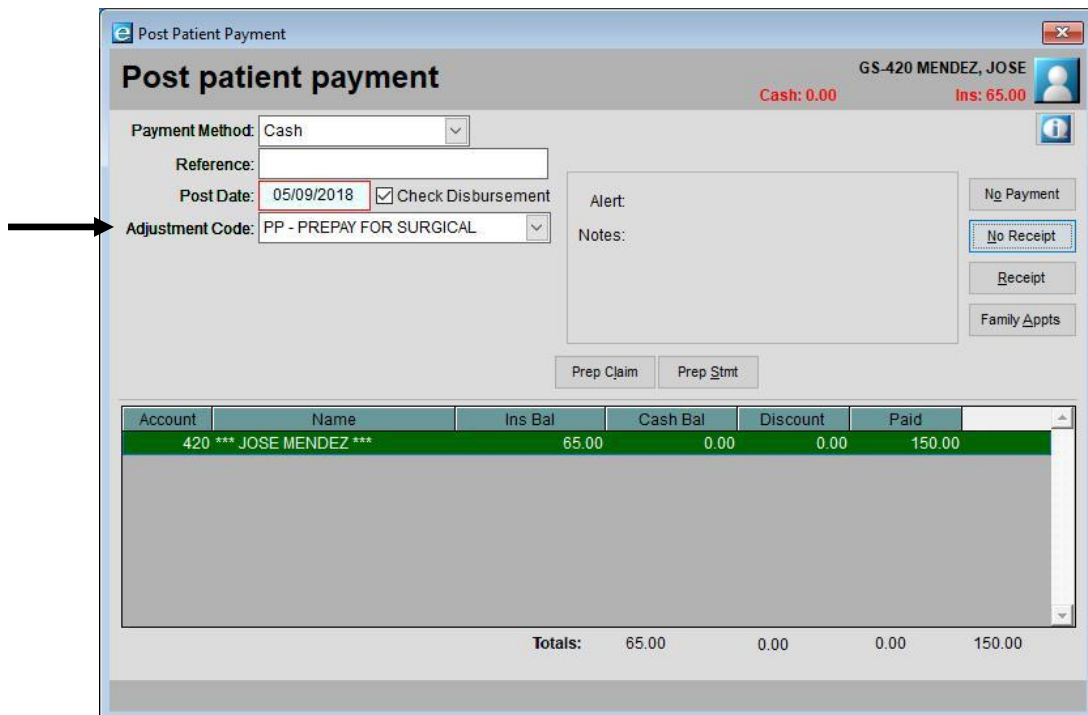 Post Patient Payment
Post patient payment
GS-420 MENDEZ, JOSE
Cash: 0.00 Ins: 65.00
Payment Method: Cash
Reference:
Post Date: 05/09/2018 Check Disbursement
Adjustment Code: PP - PREPAY FOR SURGICAL
Alert:
Notes:
No Payment
No Receipt
Receipt
Family Appts
Prep Claim Prep Stmt
Account Name Ins Bal Cash Bal Discount Paid
420 *** JOSE MENDEZ *** 65.00 0.00 0.00 150.00
Totals: 65.00 0.00 0.00 150.00